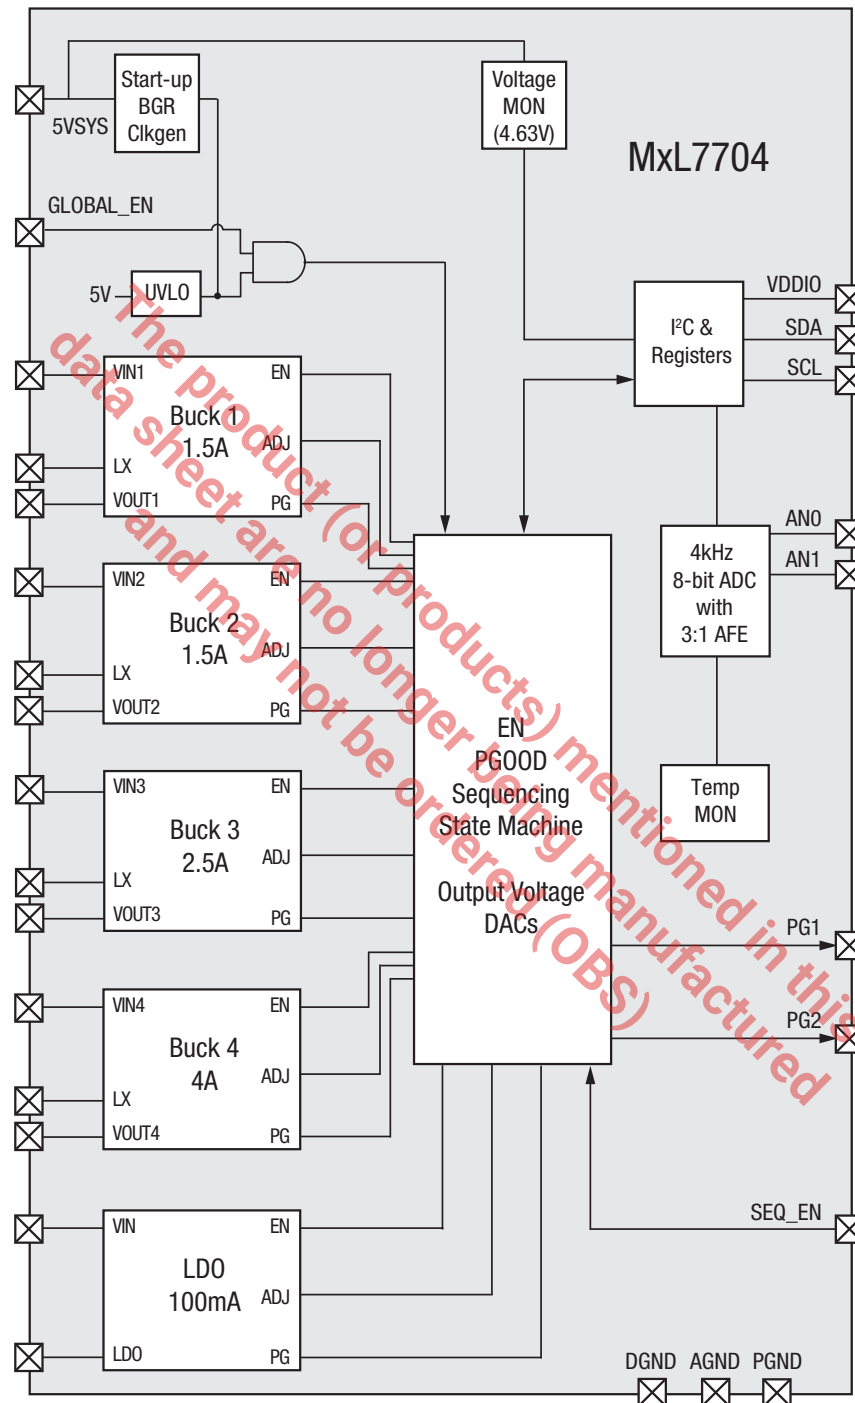 Start-up
BGR
Clkgen
5VSYS
Voltage
MON
(4.63V)
MxL7704
GLOBAL_EN
5V
UVLO
I²C &
Registers
VDDIO
SDA
SCL
VIN1
EN
Buck 1
1.5A
ADJ
LX
VOUT1
PG
VIN2
EN
Buck 2
1.5A
ADJ
LX
VOUT2
PG
VIN3
EN
Buck 3
2.5A
ADJ
LX
VOUT3
PG
VIN4
EN
Buck 4
4A
ADJ
LX
VOUT4
PG
VIN
EN
LDO
100mA
ADJ
LDO
PG
EN
PGOOD
Sequencing
State Machine
Output Voltage
DACs
4kHz
8-bit ADC
with
3:1 AFE
AN0
AN1
Temp
MON
PG1
PG2
SEQ_EN
DGND AGND PGND
The product (or products) mentioned in this
data sheet are no longer being manufactured
and may not be ordered (OBS)